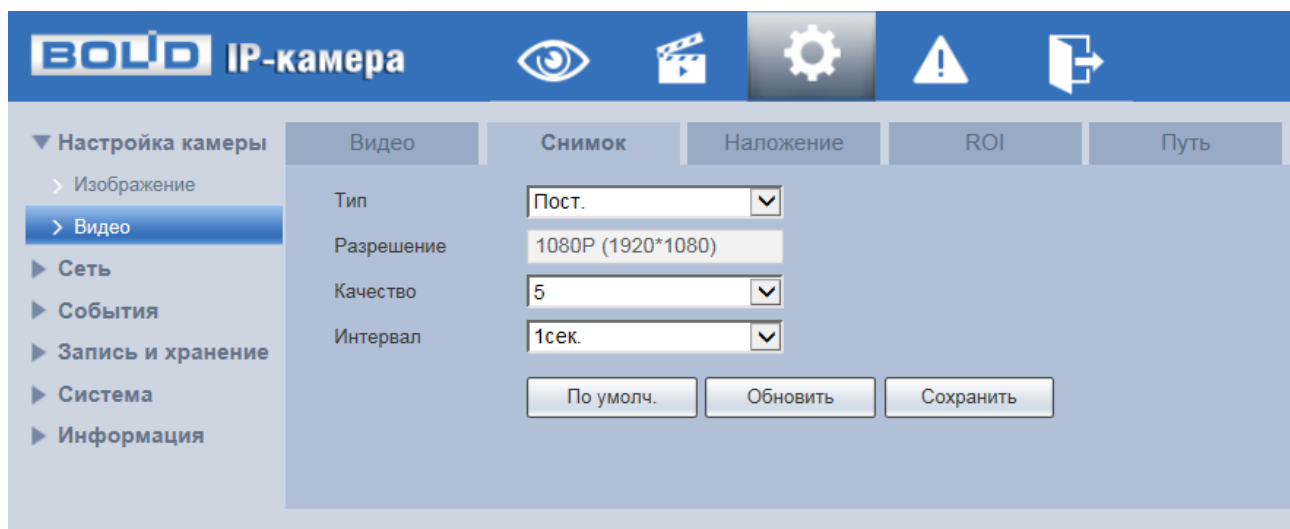 BOLID IP-камера
Настройка камеры
Изображение
Видео
Сеть
События
Запись и хранение
Система
Информация
Видео
Снимок
Наложение
ROI
Путь
Тип Пост.
Разрешение 1080P (1920*1080)
Качество 5
Интервал 1сек.
По умолч. Обновить Сохранить